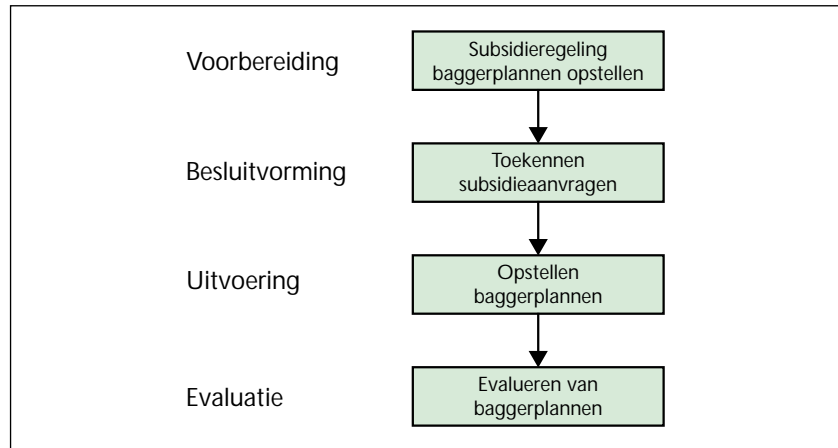 Voorbereiding
Subsidieregeling
baggerplannen opstellen
Besluitvorming
Toekennen
subsidieaanvragen
Uitvoering
Opstellen
baggerplannen
Evaluatie
Evalueren van
baggerplannen